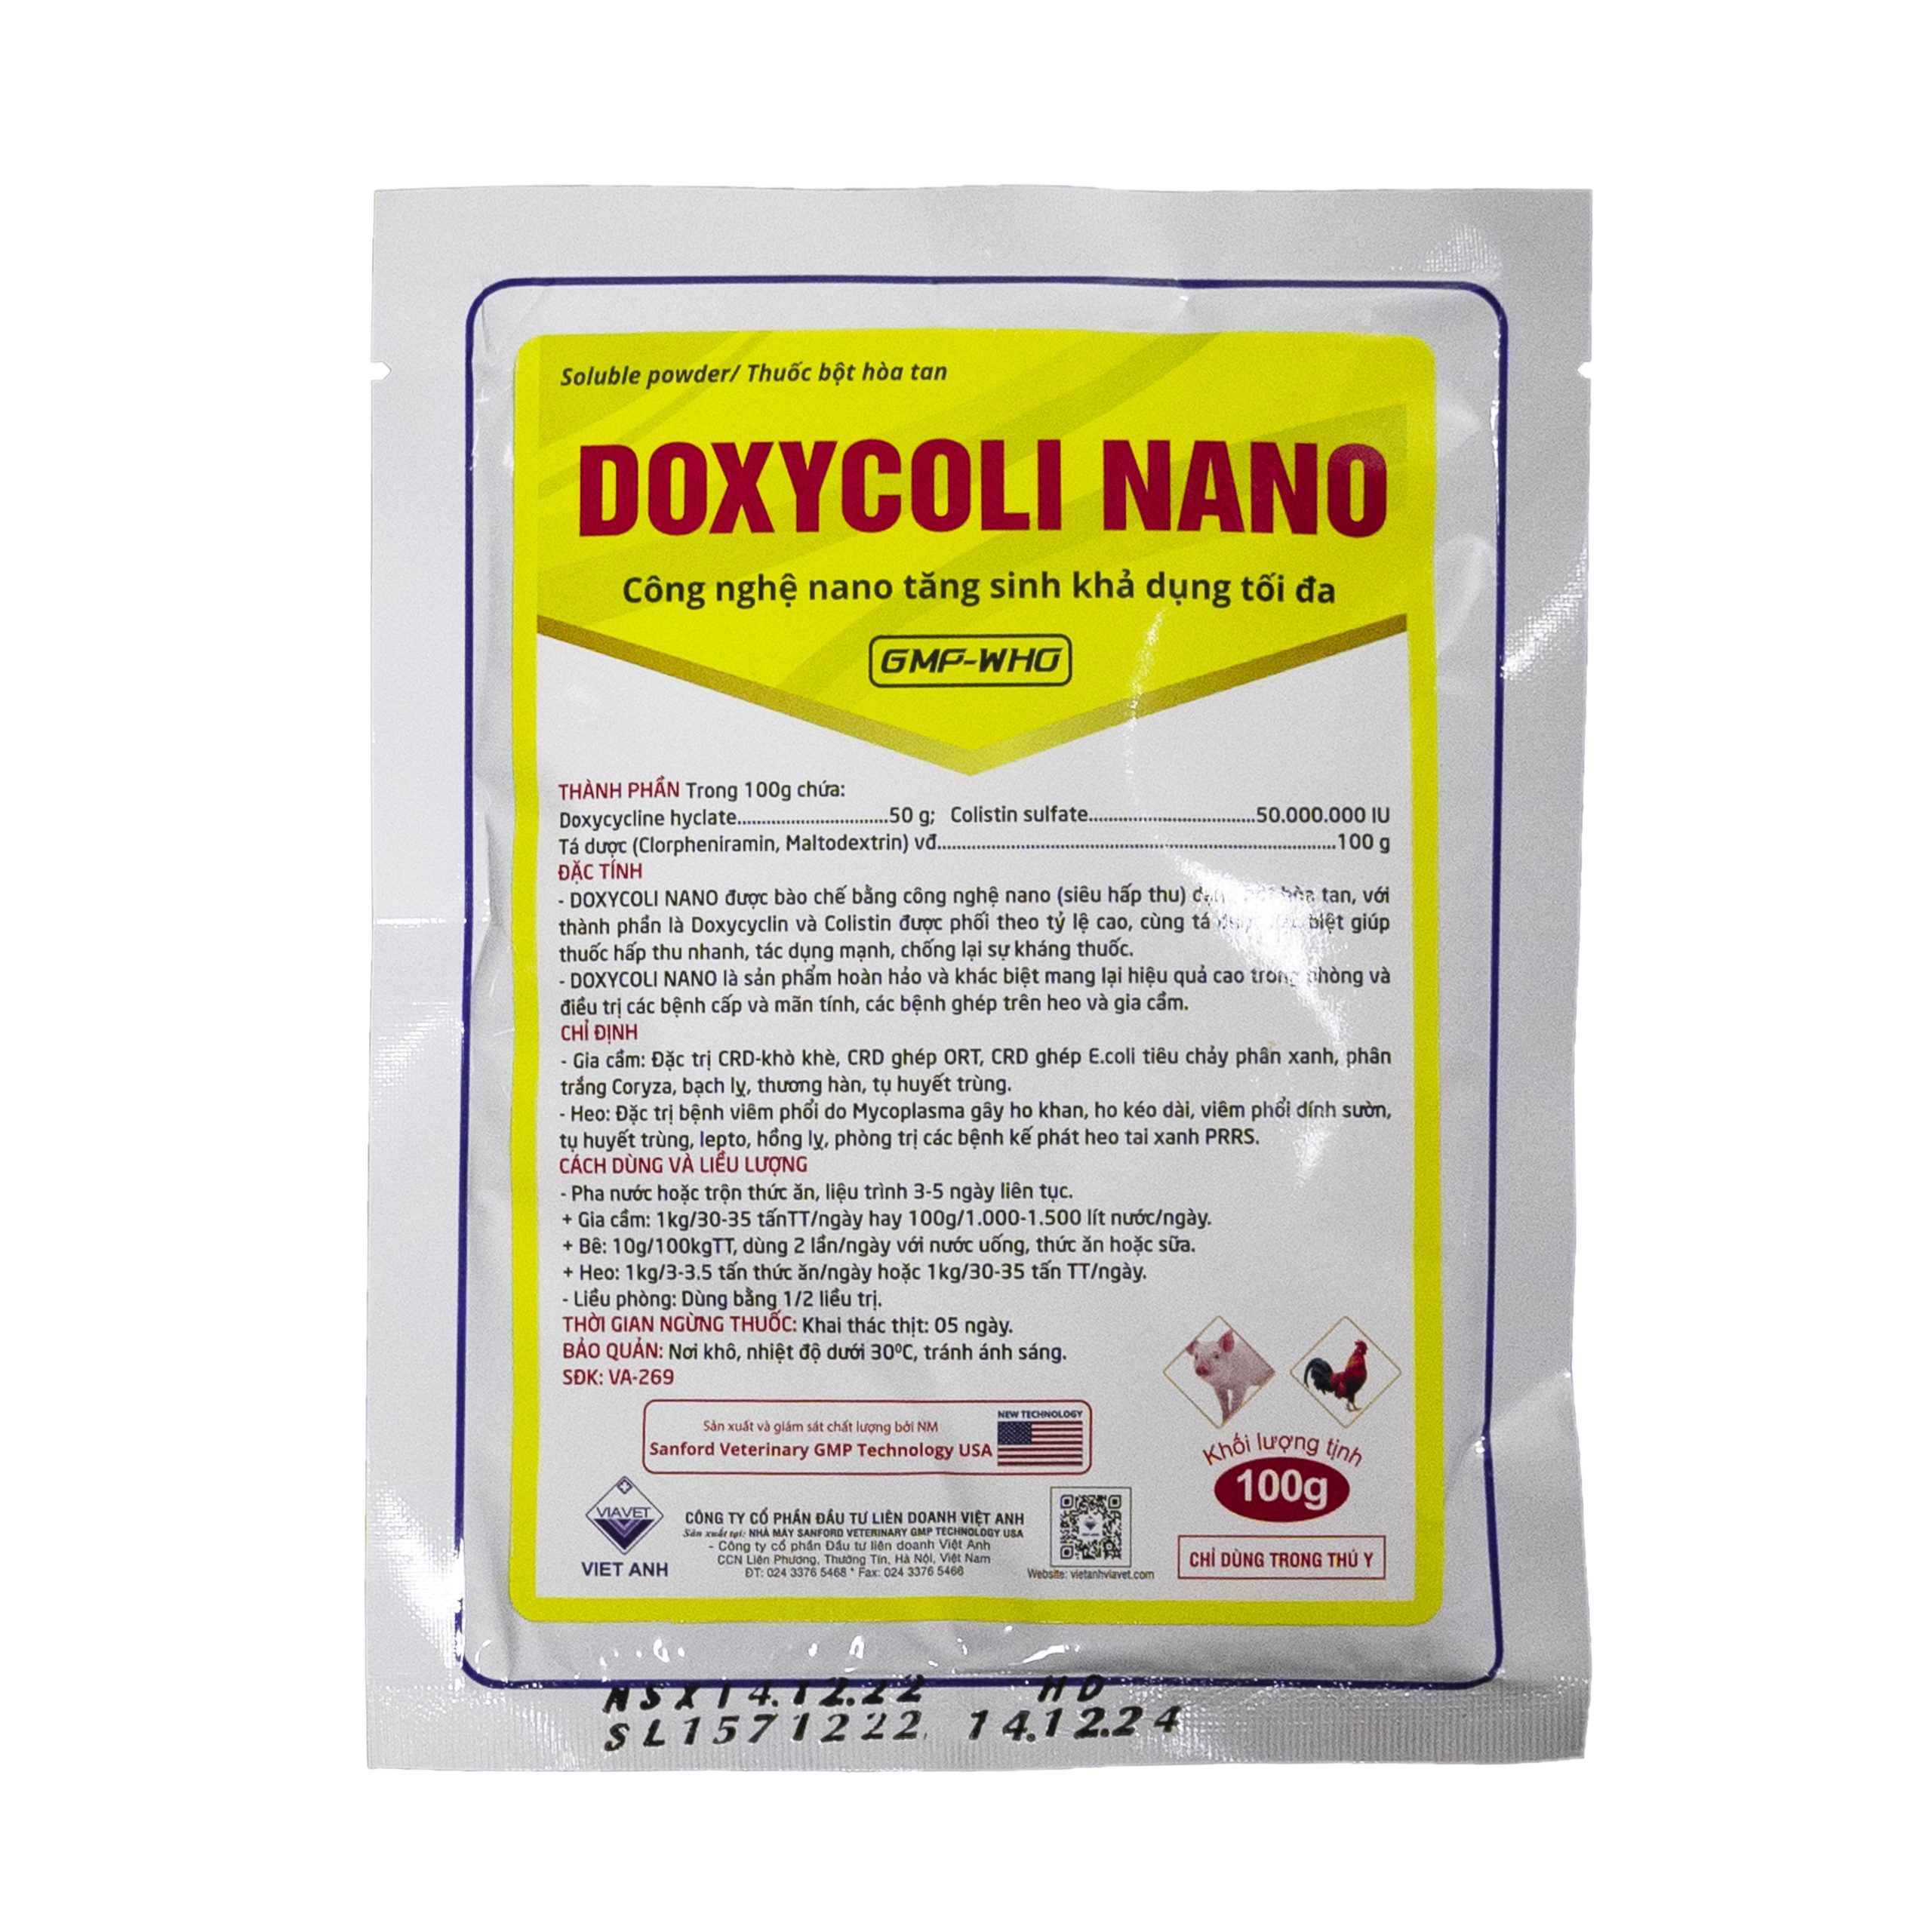 Soluble powder/ Thuốc bột hòa tan
DOXYCOLI NANO
Công nghệ nano tăng sinh khả dụng tối đa
GMP-WHO
THÀNH PHẦN Trong 100g chứa:
Doxycycline hyclate..............................50 g; Colistin sulfate.................................50.000.000 IU
Tá dược (Clorpheniramin, Maltodextrin) vđ................................................................................100 g
ĐẶC TÍNH
- DOXYCOLI NANO được bào chế bằng công nghệ nano (siêu hấp thu) hòa tan, với
thành phần là Doxycyclin và Colistin được phối theo tỷ lệ cao, cùng tá biệt giúp
thuốc hấp thu nhanh, tác dụng mạnh, chống lại sự kháng thuốc.
- DOXYCOLI NANO là sản phẩm hoàn hảo và khác biệt mang lại hiệu quả cao trong phòng và
điều trị các bệnh cấp và mãn tính, các bệnh ghép trên heo và gia cầm.
CHỈ ĐỊNH
- Gia cầm: Đặc trị CRD-khò khè, CRD ghép ORT, CRD ghép E.coli tiêu chảy phân xanh, phân
trắng Coryza, bạch lỵ, thương hàn, tụ huyết trùng.
- Heo: Đặc trị bệnh viêm phổi do Mycoplasma gây ho khan, ho kéo dài, viêm phổi dính sườn,
tụ huyết trùng, lepto, hồng lỵ, phòng trị các bệnh kế phát heo tai xanh PRRS.
CÁCH DÙNG VÀ LIỀU LƯỢNG
- Pha nước hoặc trộn thức ăn, liệu trình 3-5 ngày liên tục.
+ Gia cầm: 1kg/30-35 tấnTT/ngày hay 100g/1.000-1.500 lít nước/ngày.
+ Bê: 10g/100kgTT, dùng 2 lần/ngày với nước uống, thức ăn hoặc sữa.
+ Heo: 1kg/3-3.5 tấn thức ăn/ngày hoặc 1kg/30-35 tấn TT/ngày.
- Liều phòng: Dùng bằng 1/2 liều trị.
THỜI GIAN NGỪNG THUỐC: Khai thác thịt: 05 ngày.
BẢO QUẢN: Nơi khô, nhiệt độ dưới 30⁰C, tránh ánh sáng.
SĐK: VA-269
Sản xuất và giám sát chất lượng bởi NM
Sanford Veterinary GMP Technology USA
NEW TECHNOLOGY
Khối lượng tịnh
100g
VIAVET
VIET ANH
CÔNG TY CỔ PHẦN ĐẦU TƯ LIÊN DOANH VIỆT ANH
Sản xuất tại: NHÀ MÁY SANFORD VETERINARY GMP TECHNOLOGY USA
- Công ty cổ phần Đầu tư liên doanh Việt Anh
CCN Liên Phương, Thường Tín, Hà Nội, Việt Nam
ĐT: 024 3376 5468 * Fax: 024 3376 5466
Website: vietanhviavet.com
CHỈ DÙNG TRONG THÚ Y
NSX 14.12.22 HD
SL1571222 14.12.24